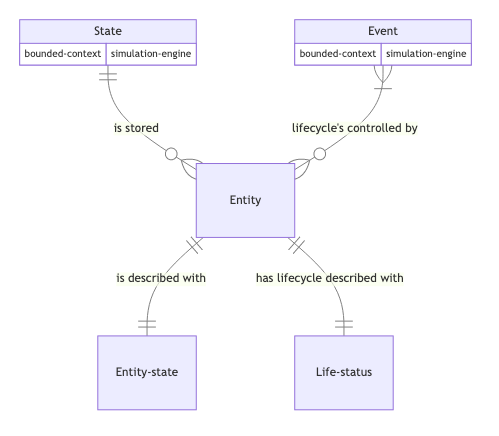 State
bounded-context simulation-engine
Event
bounded-context simulation-engine
is stored
lifecycle's controlled by
Entity
is described with
has lifecycle described with
Entity-state
Life-status